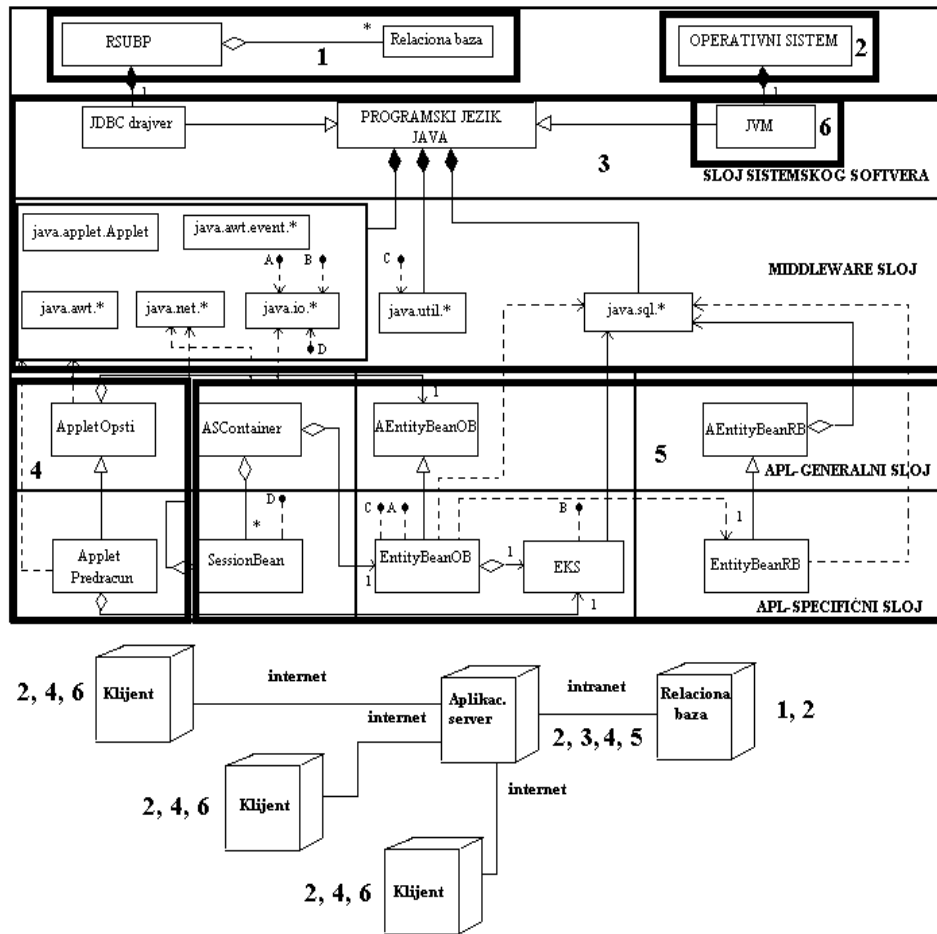 RSUBP
*
Relaciona baza
1
OPERATIVNI SISTEM
2
1
1
JDBC drajver
PROGRAMSKI JEZIK
JAVA
JVM
6
3
SLOJ SISTEMSKOG SOFTVERA
java.applet.Applet
java.awt.event.*
A
B
C
MIDDLEWARE SLOJ
java.awt.*
java.net.*
java.io.*
java.util.*
java.sql.*
D
1
AppletOpsti
ASContainer
AEntityBeanOB
AEntityBeanRB
4
5
APL-GENERALNI SLOJ
D
C
A
B
*
1
1
Applet
Predracun
SessionBean
EntityBeanOB
EKS
EntityBeanRB
1
1
APL-SPECIFIČNI SLOJ
2, 4, 6
Klijent
internet
internet
Aplikac.
server
intranet
Relaciona
baza
1, 2
2, 3, 4, 5
2, 4, 6
Klijent
internet
2, 4, 6
Klijent